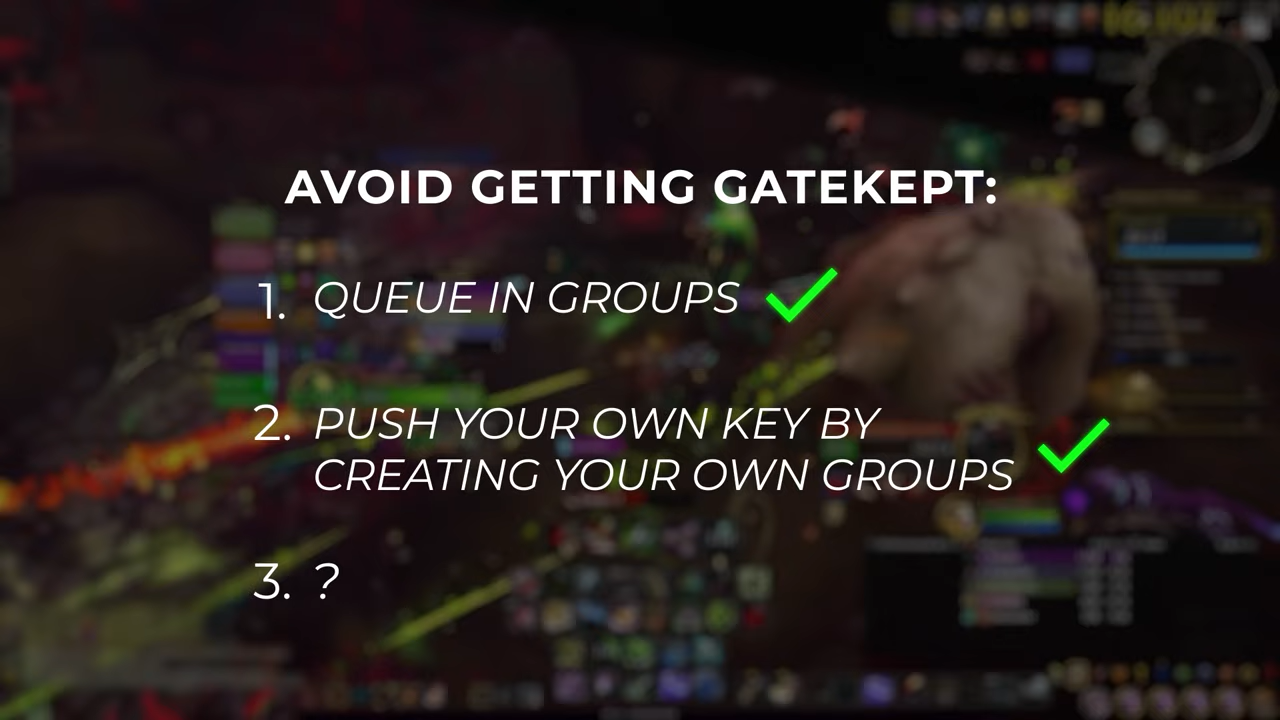 AVOID GETTING GATEKEPT:
1. QUEUE IN GROUPS
2. PUSH YOUR OWN KEY BY
CREATING YOUR OWN GROUPS
3. ?